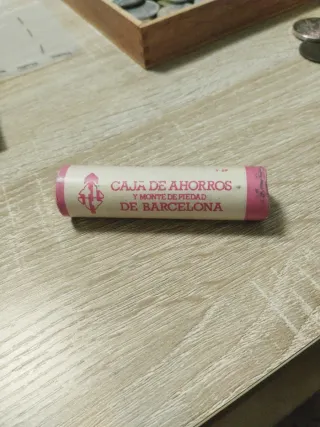 CAJA DE AHORROS
Y MONTE DE PIEDAD
DE BARCELONA